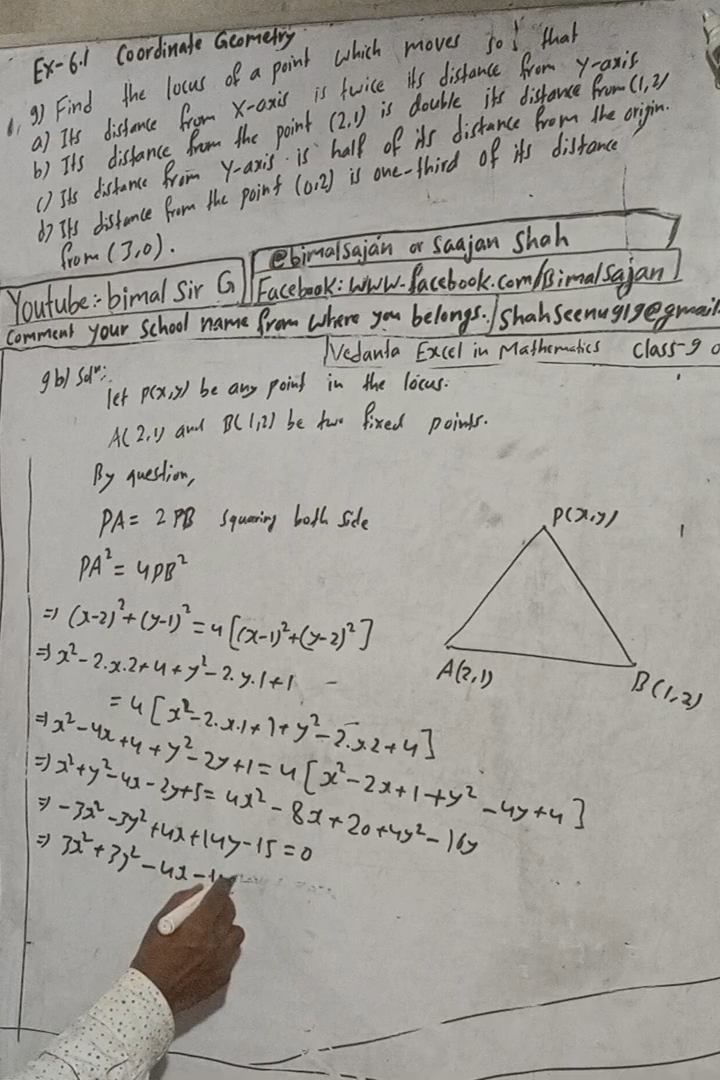 Ex-6.1 Coordinate Geometry
9) Find the locus of a point which moves so that
a) Its distance from X-axis is twice its distance from Y-axis
b) Its distance from the point (2,1) is double its distance from (1,2)
c) Its distance from Y-axis is half of its distance from the origin.
d) Its distance from the point (0,2) is one-third of its distance
from (3,0).
@bimalsajan or Saajan Shah
Youtube:- bimal Sir G
Facebook: www.facebook.com/Bimalsajan
Comment your school name from where you belongs. / Shahseenu919@gmail
Vedanta Excel in Mathematics Class-9
9b) Solⁿ:
let P(x,y) be any point in the locus.
A(2,1) and B(1,2) be two fixed points.
By question,
PA = 2PB squaring both side
PA² = 4PB²
⇒ (x-2)²+(y-1)² = 4[(x-1)²+(y-2)²]
⇒ x²-2.x.2+4+y²-2.y.1+1
= 4[x²-2.x.1+1+y²-2.y.2+4]
⇒ x²-4x+4+y²-2y+1 = 4[x²-2x+1+y²-4y+4]
⇒ x²+y²-4x-2y+5 = 4x²-8x+20+4y²-16y
⇒ -3x²-3y²+4x+14y-15=0
⇒ 3x²+3y²-4x-1
P(x,y)
A(2,1)
B(1,2)